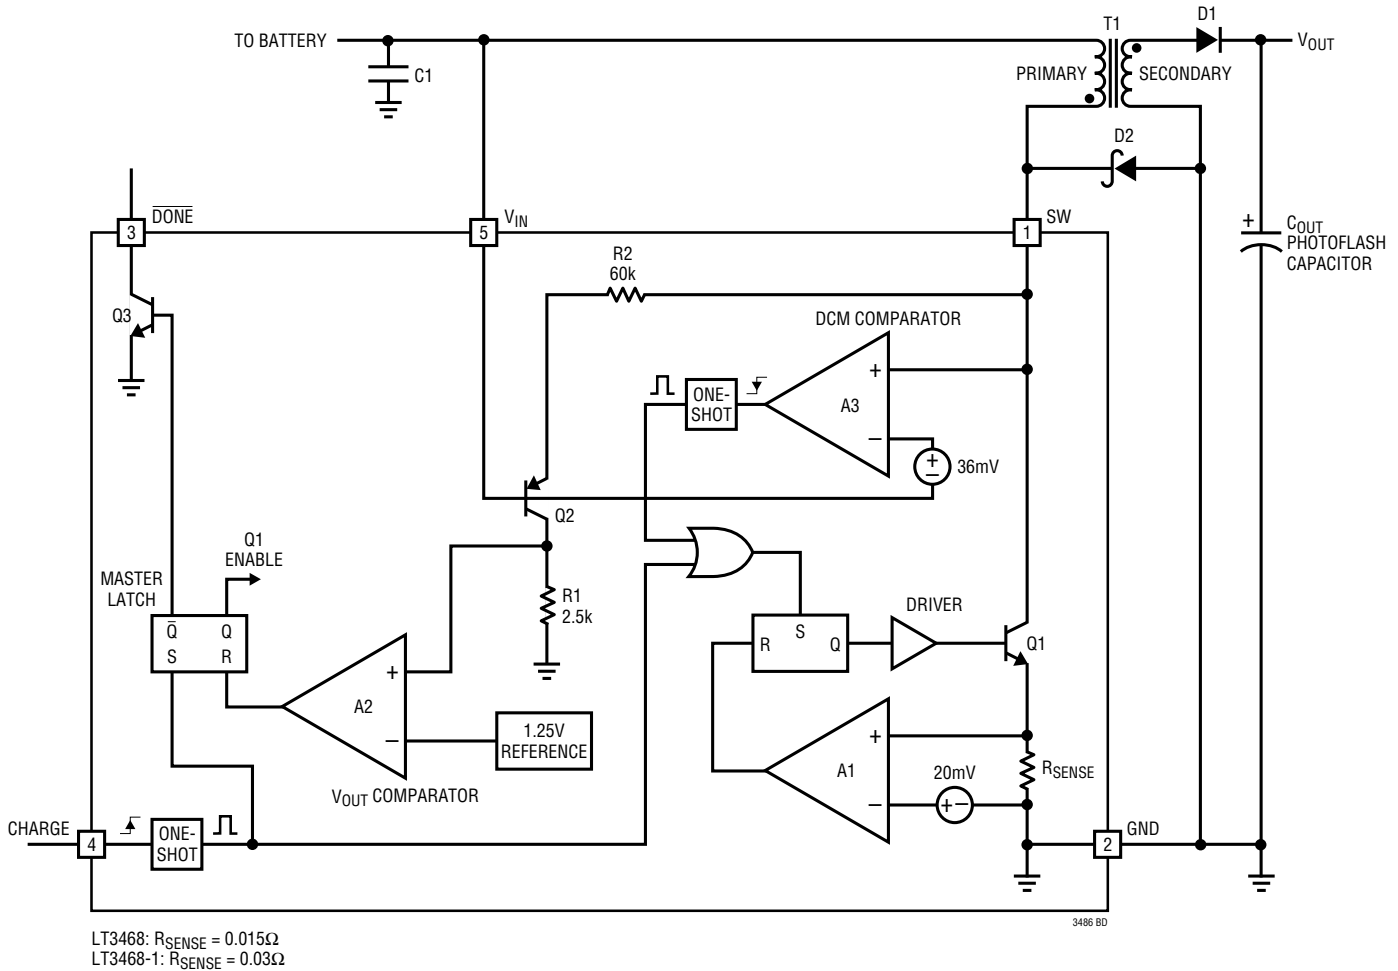 T1
D1
TO BATTERY
VOUT
C1
PRIMARY
SECONDARY
D2
DONE
VIN
SW
3
5
1
+
COUT
PHOTOFLASH
CAPACITOR
R2
60k
Q3
DCM COMPARATOR
+
ONE-
SHOT
A3
−
+
−
36mV
Q2
Q1
ENABLE
MASTER
LATCH
R1
2.5k
DRIVER
Q̅
Q
S
R
R
S
Q
Q1
+
A2
−
1.25V
REFERENCE
VOUT COMPARATOR
+
A1
−
20mV
+−
RSENSE
CHARGE
4
ONE-
SHOT
GND
2
3486 BD
LT3468: RSENSE = 0.015Ω
LT3468-1: RSENSE = 0.03Ω